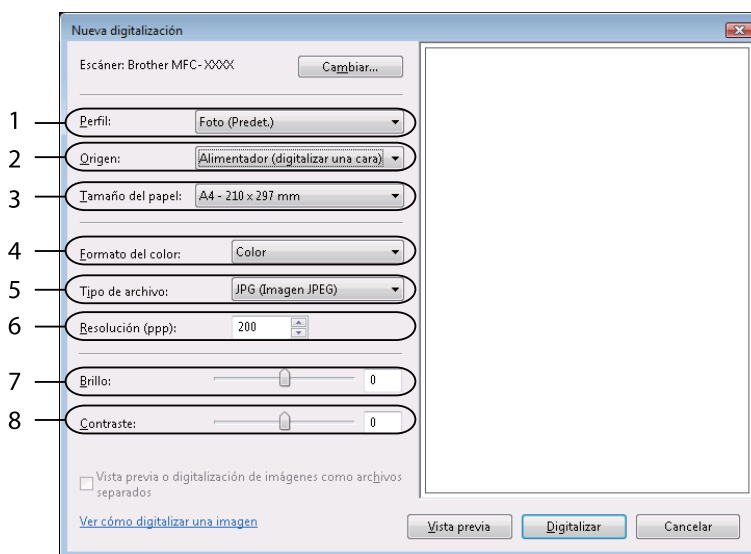 Nueva digitalización
Escáner: Brother MFC-XXXX
Cambiar...
1 Perfil: Foto (Predet.)
2 Origen: Alimentador (digitalizar una cara)
3 Tamaño del papel: A4 - 210 x 297 mm
4 Formato del color: Color
5 Tipo de archivo: JPG (Imagen JPEG)
6 Resolución (ppp): 200
7 Brillo: 0
8 Contraste: 0
Vista previa o digitalización de imágenes como archivos
separados
Ver cómo digitalizar una imagen
Vista previa
Digitalizar
Cancelar